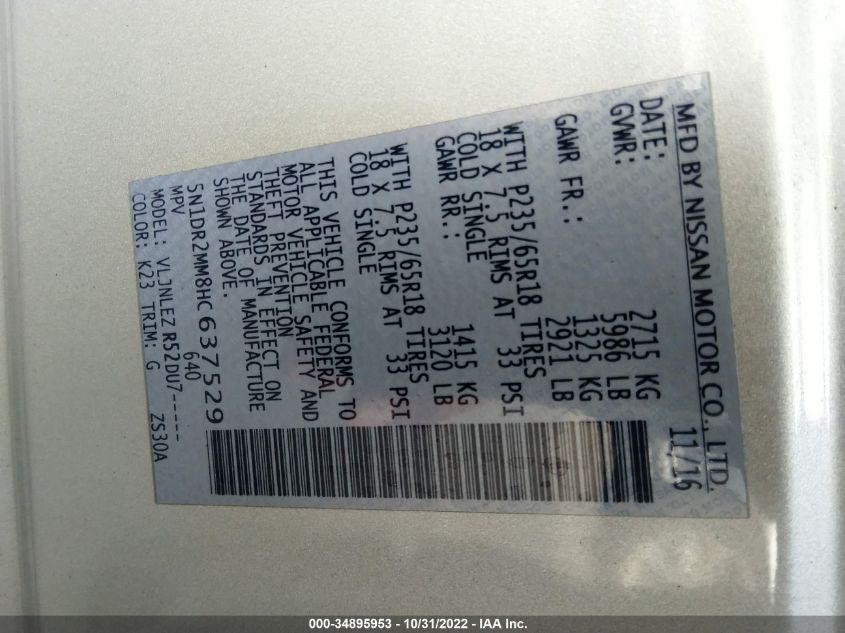 MFD BY NISSAN MOTOR CO., LTD.
DATE: 11/16
GVWR: 2715 KG
5986 LB
GAWR FR.: 1325 KG
2921 LB
WITH P235/65R18 TIRES
18 X 7.5 RIMS AT 33 PSI
COLD SINGLE
GAWR RR.: 1415 KG
3120 LB
WITH P235/65R18 TIRES
18 X 7.5 RIMS AT 33 PSI
COLD SINGLE
THIS VEHICLE CONFORMS TO
ALL APPLICABLE FEDERAL
MOTOR VEHICLE SAFETY AND
THEFT PREVENTION
STANDARDS IN EFFECT ON
THE DATE OF MANUFACTURE
SHOWN ABOVE.
5N1DR2MM8HC637529
MPV 640
MODEL: VLJNLEZ R52DU7-----
COLOR: K23 TRIM: G ZS30A
000-34895953 - 10/31/2022 - IAA Inc.